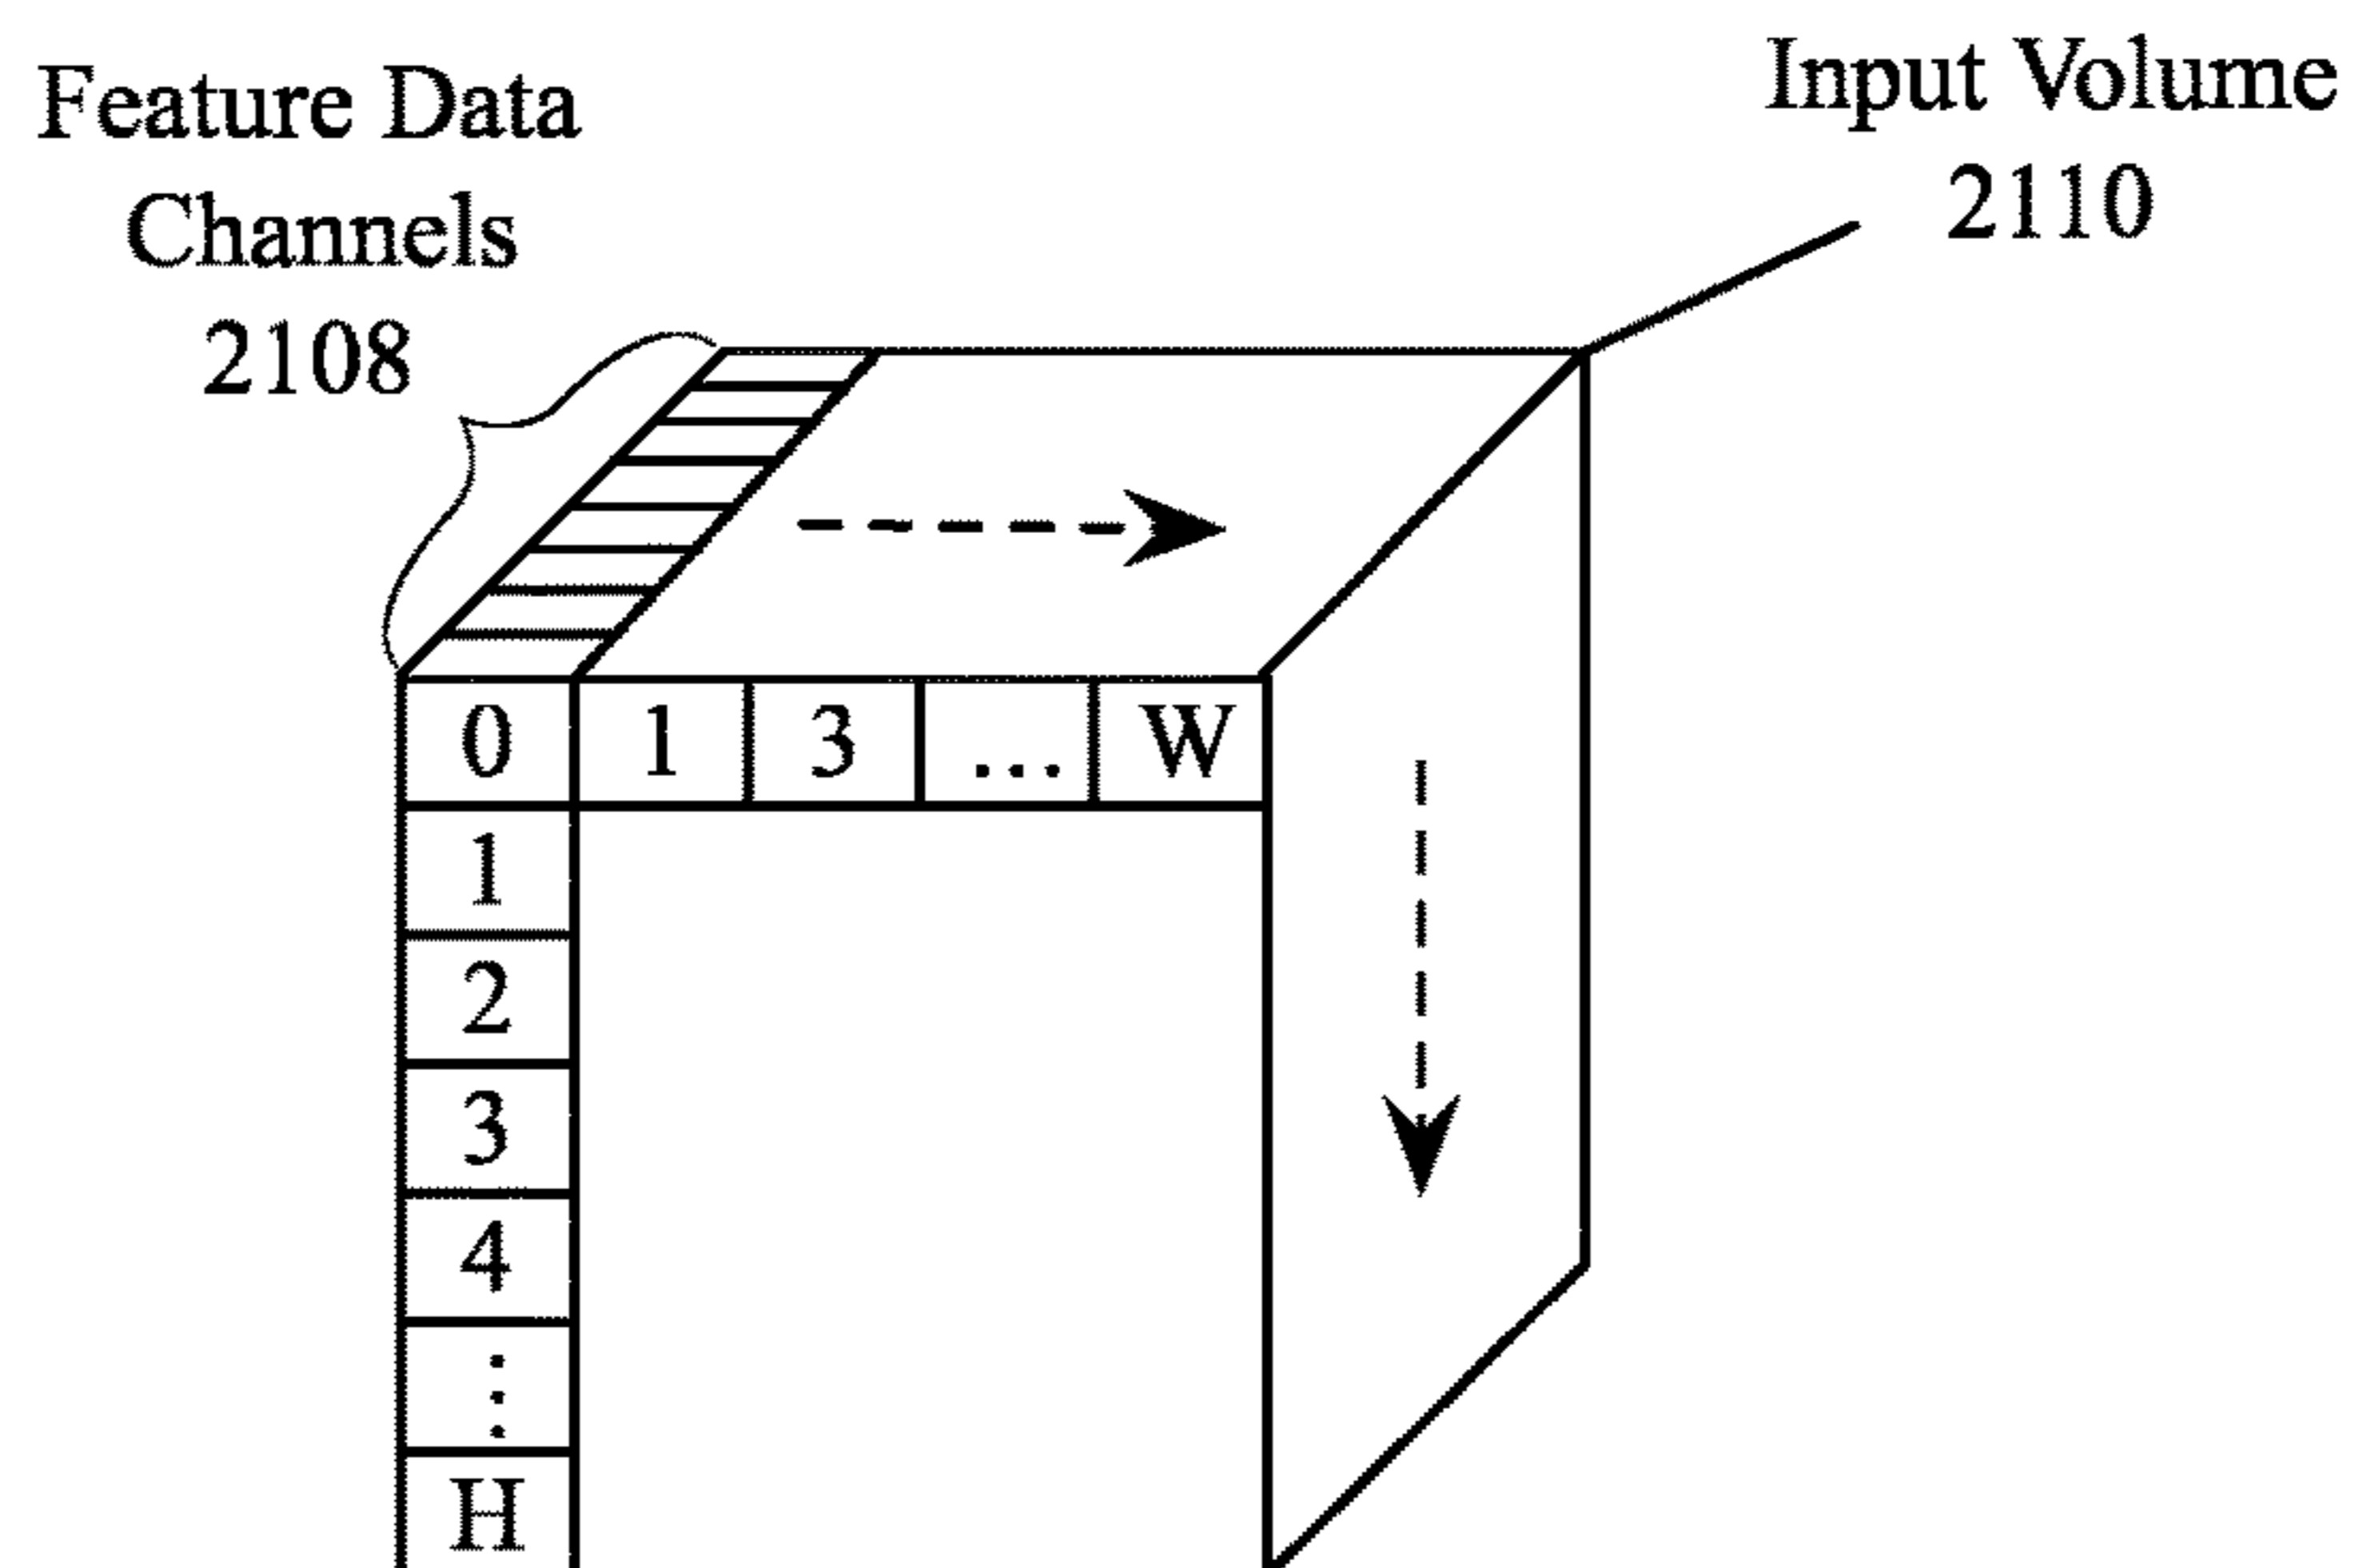 Feature Data
Channels
2108
Input Volume
2110
0 1 3 ... W
1
2
3
4
⋮
H